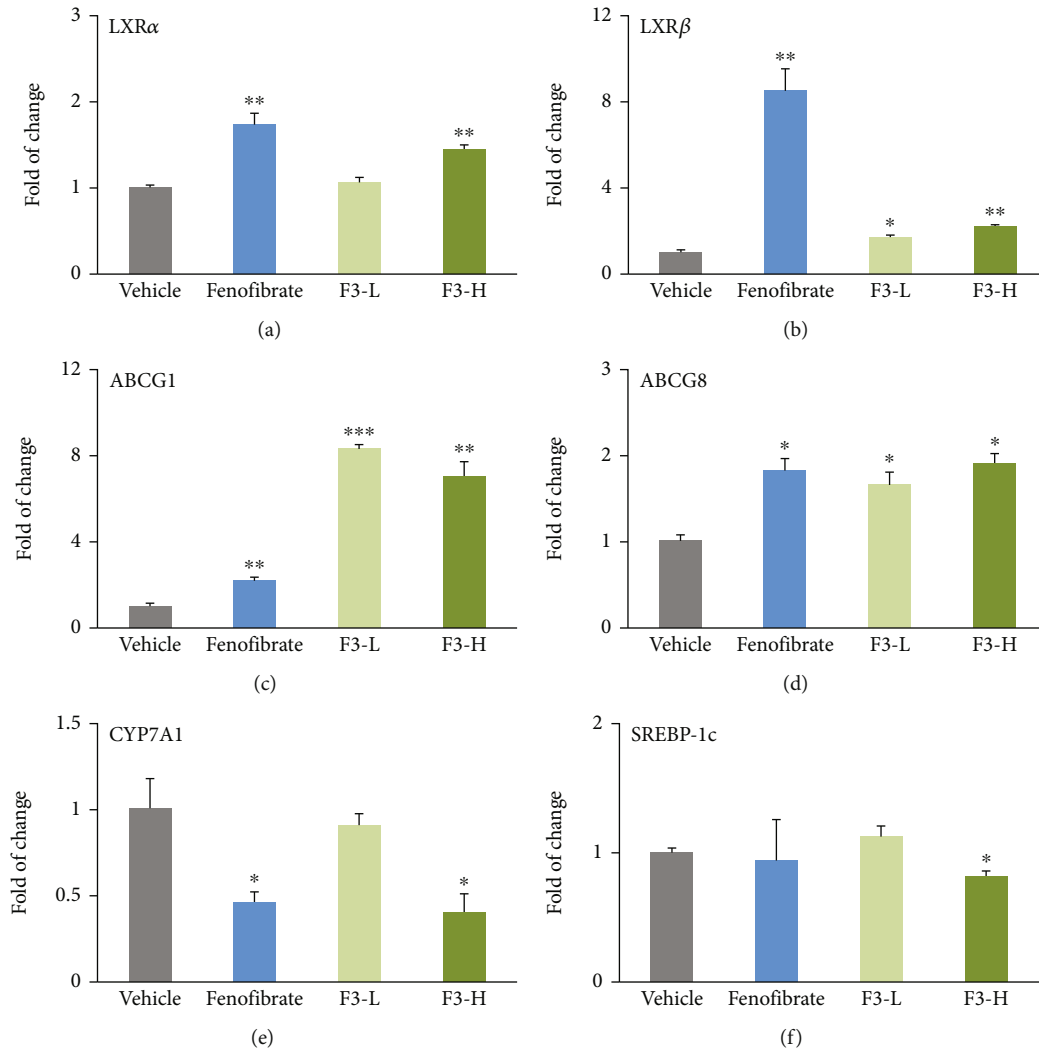 LXRα
Fold of change
3
2
1
0
**
**
Vehicle Fenofibrate F3-L F3-H
(a)
LXRβ
Fold of change
12
8
4
0
**
*
**
Vehicle Fenofibrate F3-L F3-H
(b)
ABCG1
Fold of change
12
8
4
0
**
***
**
Vehicle Fenofibrate F3-L F3-H
(c)
ABCG8
Fold of change
3
2
1
0
*
*
*
Vehicle Fenofibrate F3-L F3-H
(d)
CYP7A1
Fold of change
1.5
1
0.5
0
*
*
Vehicle Fenofibrate F3-L F3-H
(e)
SREBP-1c
Fold of change
2
1
0
*
Vehicle Fenofibrate F3-L F3-H
(f)